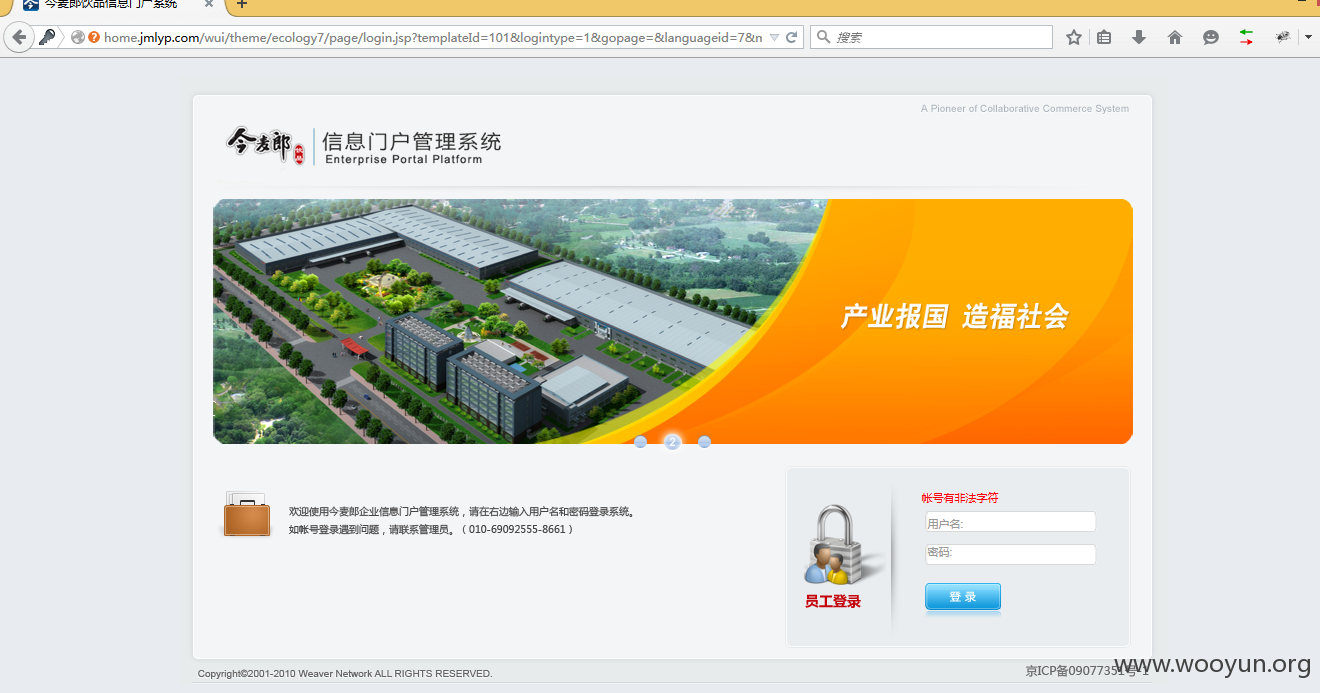 今麦郎饮品信息门户系统
home.jmlyp.com/wui/theme/ecology7/page/login.jsp?templateId=101&logintype=1&gopage=&languageid=7&m
搜索
A Pioneer of Collaborative Commerce System
今麦郎 饮品
信息门户管理系统
Enterprise Portal Platform
产业报国 造福社会
2
欢迎使用今麦郎企业信息门户管理系统，请在右边输入用户名和密码登录系统。
如帐号登录遇到问题，请联系管理员。（010-69092555-8661）
帐号有非法字符
用户名:
密码:
员工登录
登 录
Copyright©2001-2010 Weaver Network ALL RIGHTS RESERVED.
京ICP备09077351号-1
www.wooyun.org